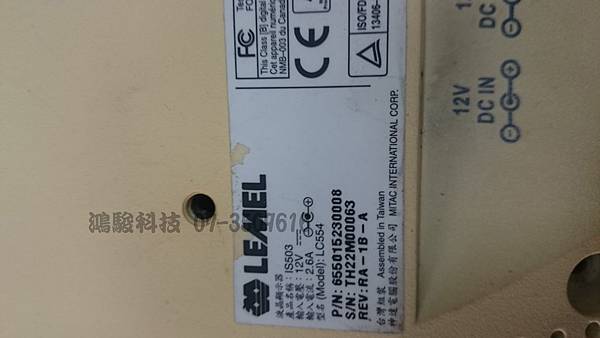 LEMEL
液晶顯示器
產品名稱: IS503
輸入電壓: 12V
輸入電流: 2.6A
型名 (Model): LC554
P/N: 655015230008
S/N: TH22M00063
REV: RA-1B-A
台灣組裝 Assembled in Taiwan
神達電腦股份有限公司 MITAC INTERNATIONAL CORP.
FC
This Class [B] digital
Cet appareil numériq
NMB-003 du Canad
CE
ISO/FD
13406-
12V
DC IN
DC
鴻駿科技